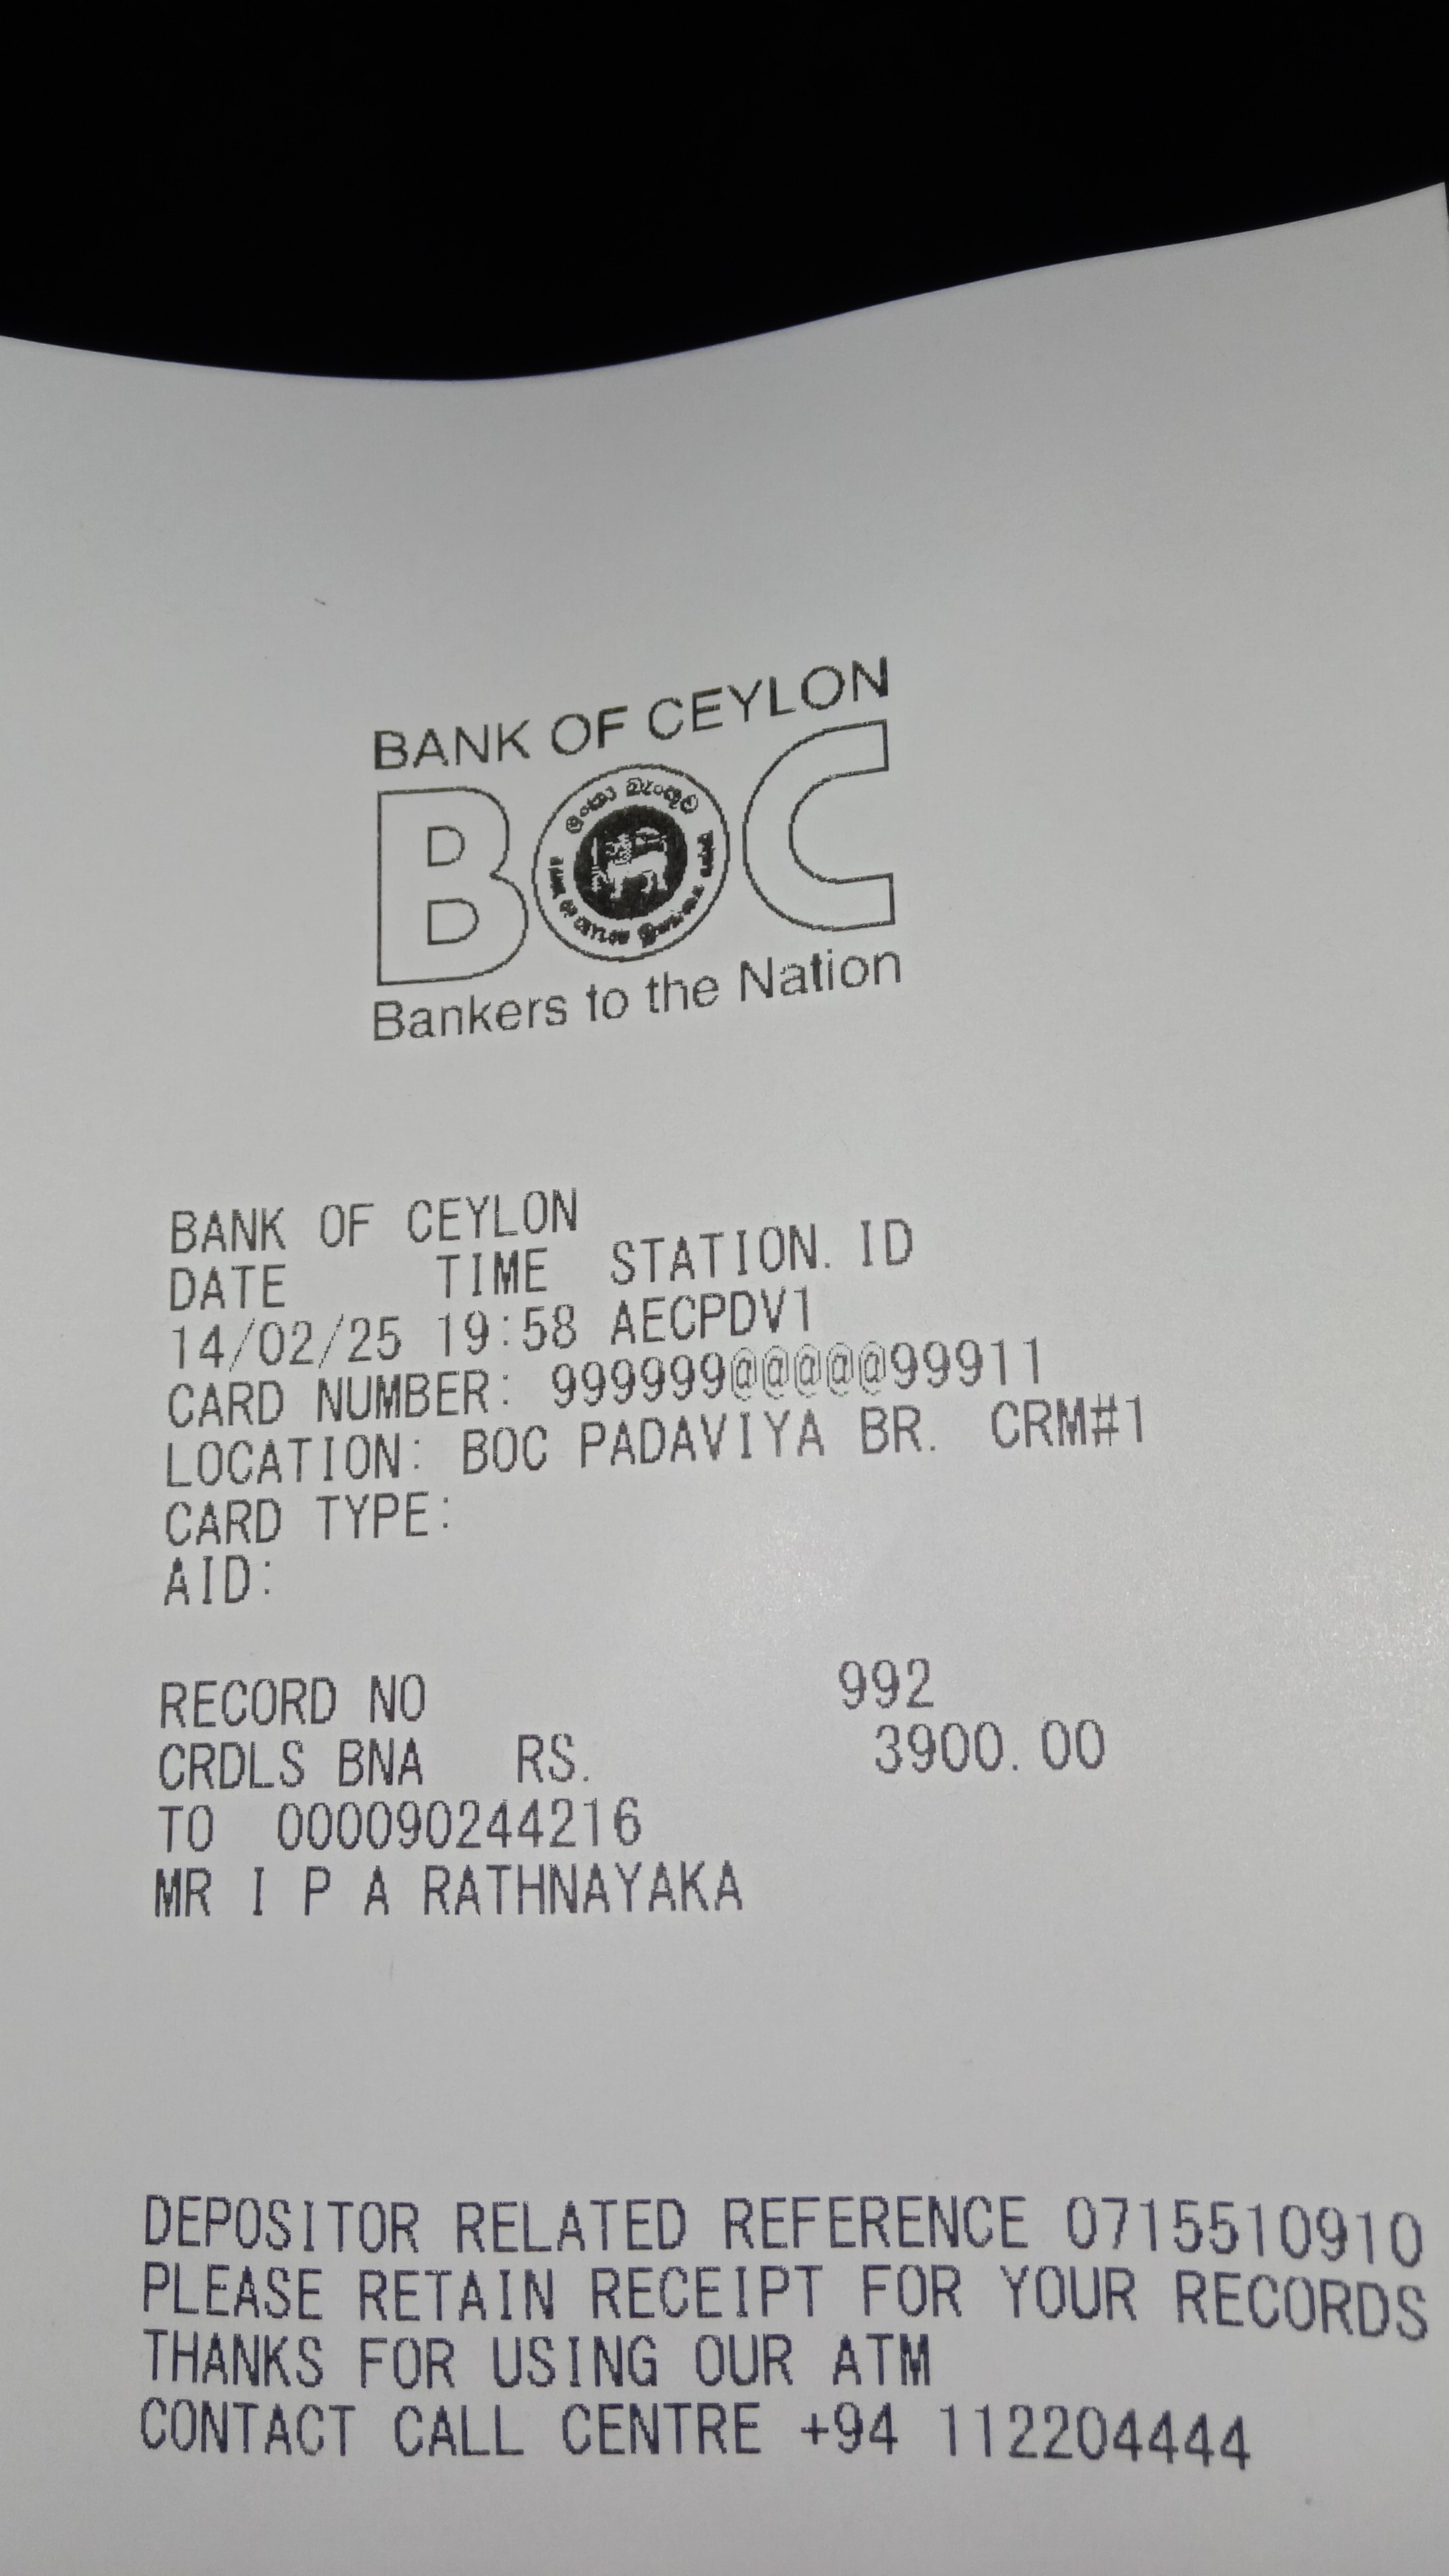 BANK OF CEYLON
BOC
ලංකා බැංකුව
BANK OF CEYLON
Bankers to the Nation
BANK OF CEYLON
DATE TIME STATION. ID
14/02/25 19:58 AECPDV1
CARD NUMBER: 999999@@@@@99911
LOCATION: BOC PADAVIYA BR. CRM#1
CARD TYPE:
AID:
RECORD NO 992
CRDLS BNA RS. 3900.00
TO 000090244216
MR I P A RATHNAYAKA
DEPOSITOR RELATED REFERENCE 0715510910
PLEASE RETAIN RECEIPT FOR YOUR RECORDS
THANKS FOR USING OUR ATM
CONTACT CALL CENTRE +94 112204444